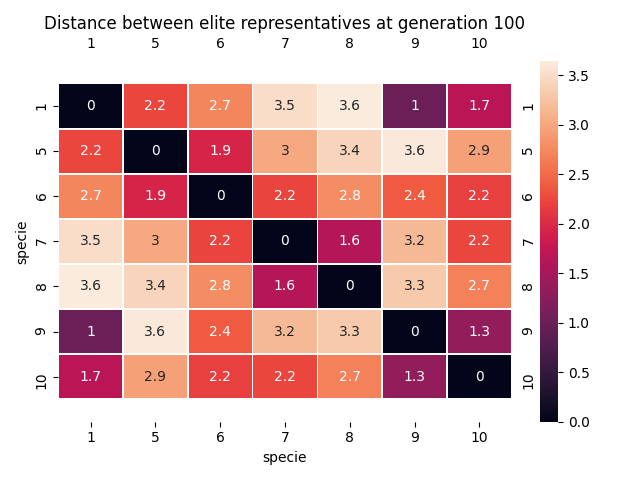 Distance between elite representatives at generation 100
1 5 6 7 8 9 10
1 0 2.2 2.7 3.5 3.6 1 1.7 1
5 2.2 0 1.9 3 3.4 3.6 2.9 5
6 2.7 1.9 0 2.2 2.8 2.4 2.2 6
7 3.5 3 2.2 0 1.6 3.2 2.2 7
8 3.6 3.4 2.8 1.6 0 3.3 2.7 8
9 1 3.6 2.4 3.2 3.3 0 1.3 9
10 1.7 2.9 2.2 2.2 2.7 1.3 0 10
specie
1 5 6 7 8 9 10
specie
3.5
3.0
2.5
2.0
1.5
1.0
0.5
0.0